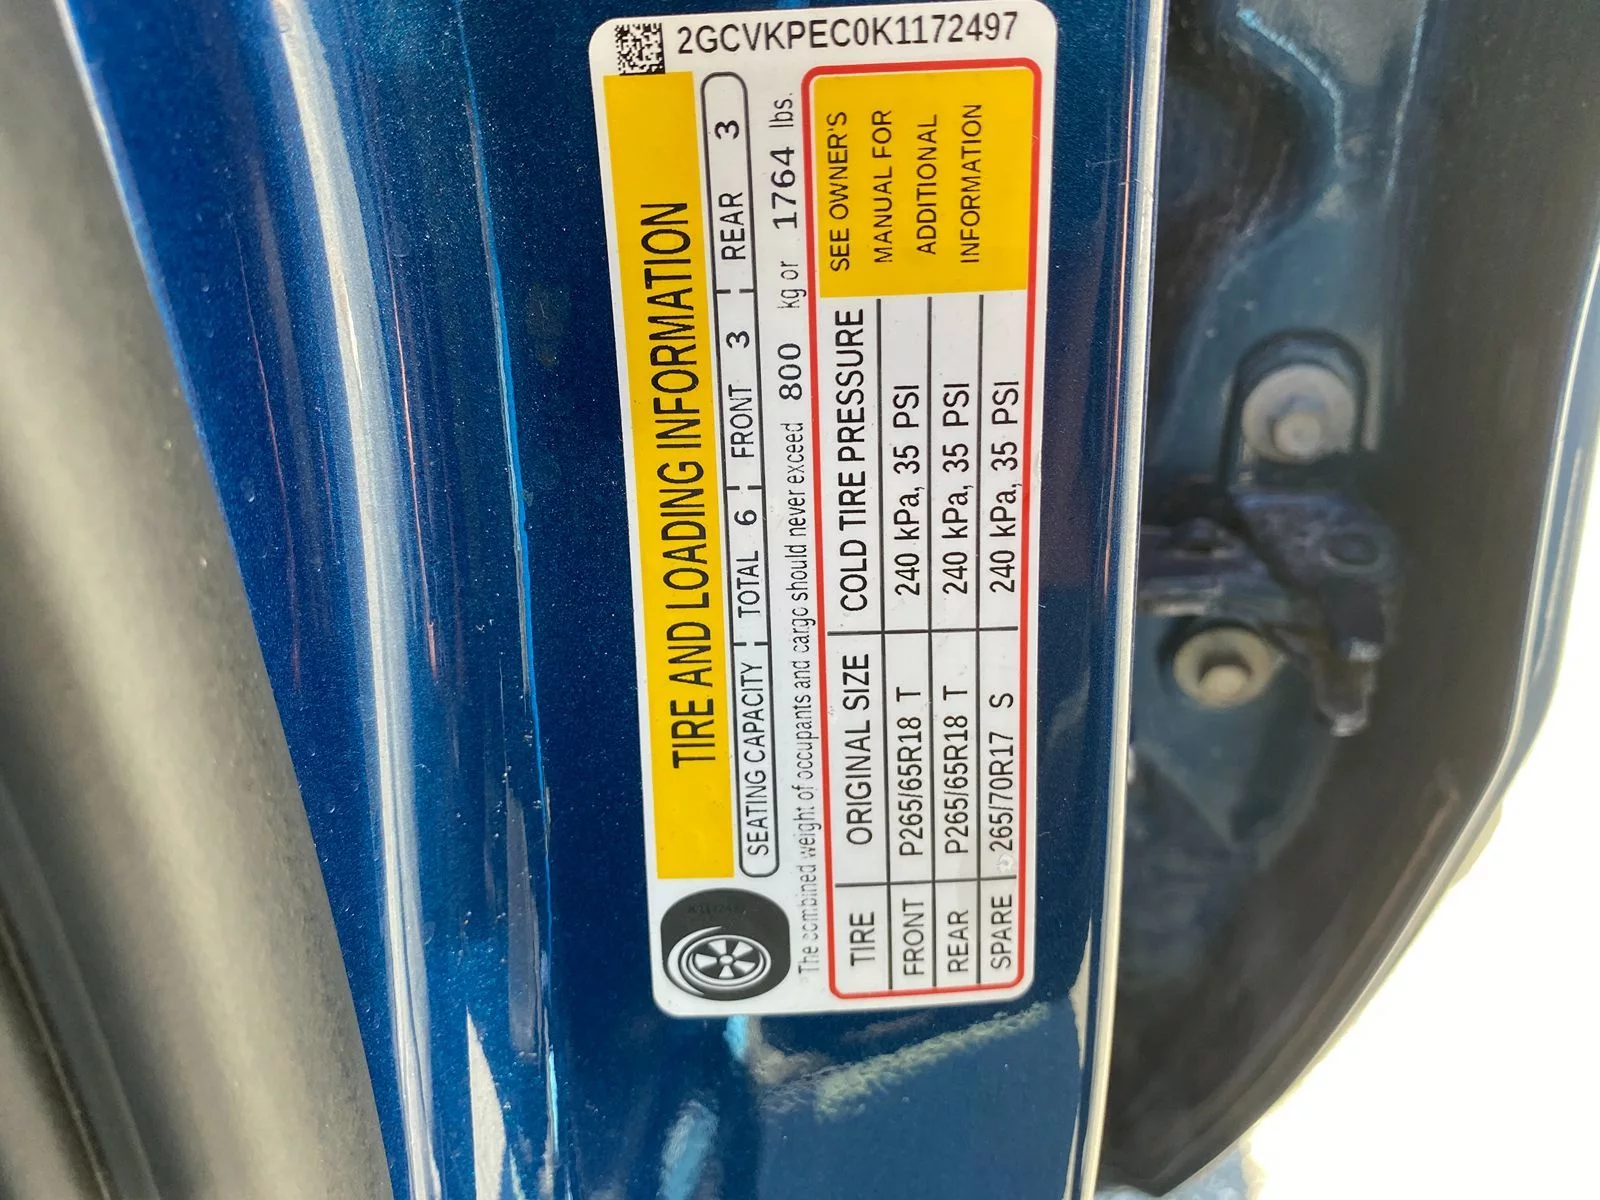 2GCVKPEC0K1172497
TIRE AND LOADING INFORMATION
SEATING CAPACITY TOTAL 6 FRONT 3 REAR 3
The combined weight of occupants and cargo should never exceed 800 kg or 1764 lbs.
TIRE ORIGINAL SIZE COLD TIRE PRESSURE
FRONT P265/65R18 T 240 kPa, 35 PSI
REAR P265/65R18 T 240 kPa, 35 PSI
SPARE 265/70R17 S 240 kPa, 35 PSI
SEE OWNER'S
MANUAL FOR
ADDITIONAL
INFORMATION